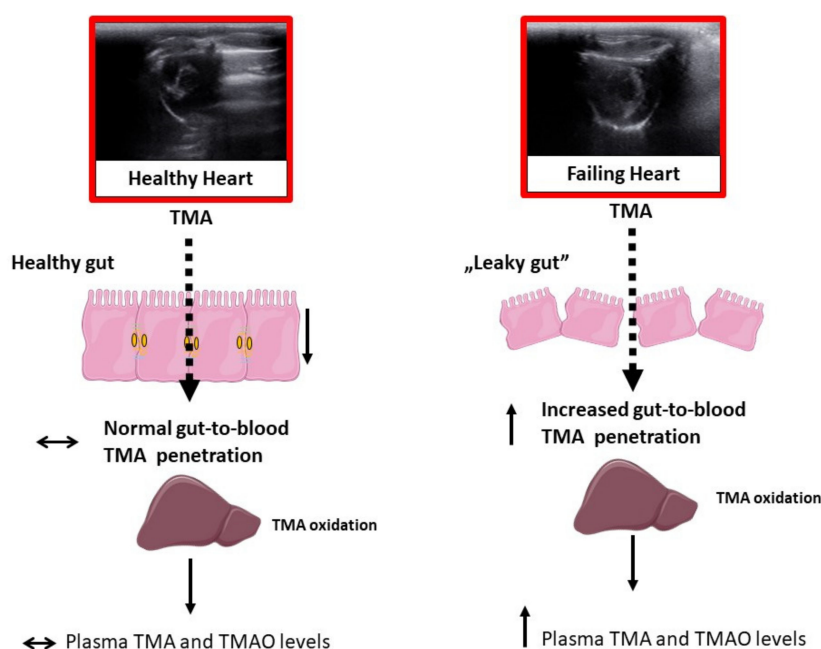 Healthy Heart
TMA
Healthy gut
Normal gut-to-blood
TMA penetration
TMA oxidation
Plasma TMA and TMAO levels
Failing Heart
TMA
„Leaky gut”
Increased gut-to-blood
TMA penetration
TMA oxidation
Plasma TMA and TMAO levels